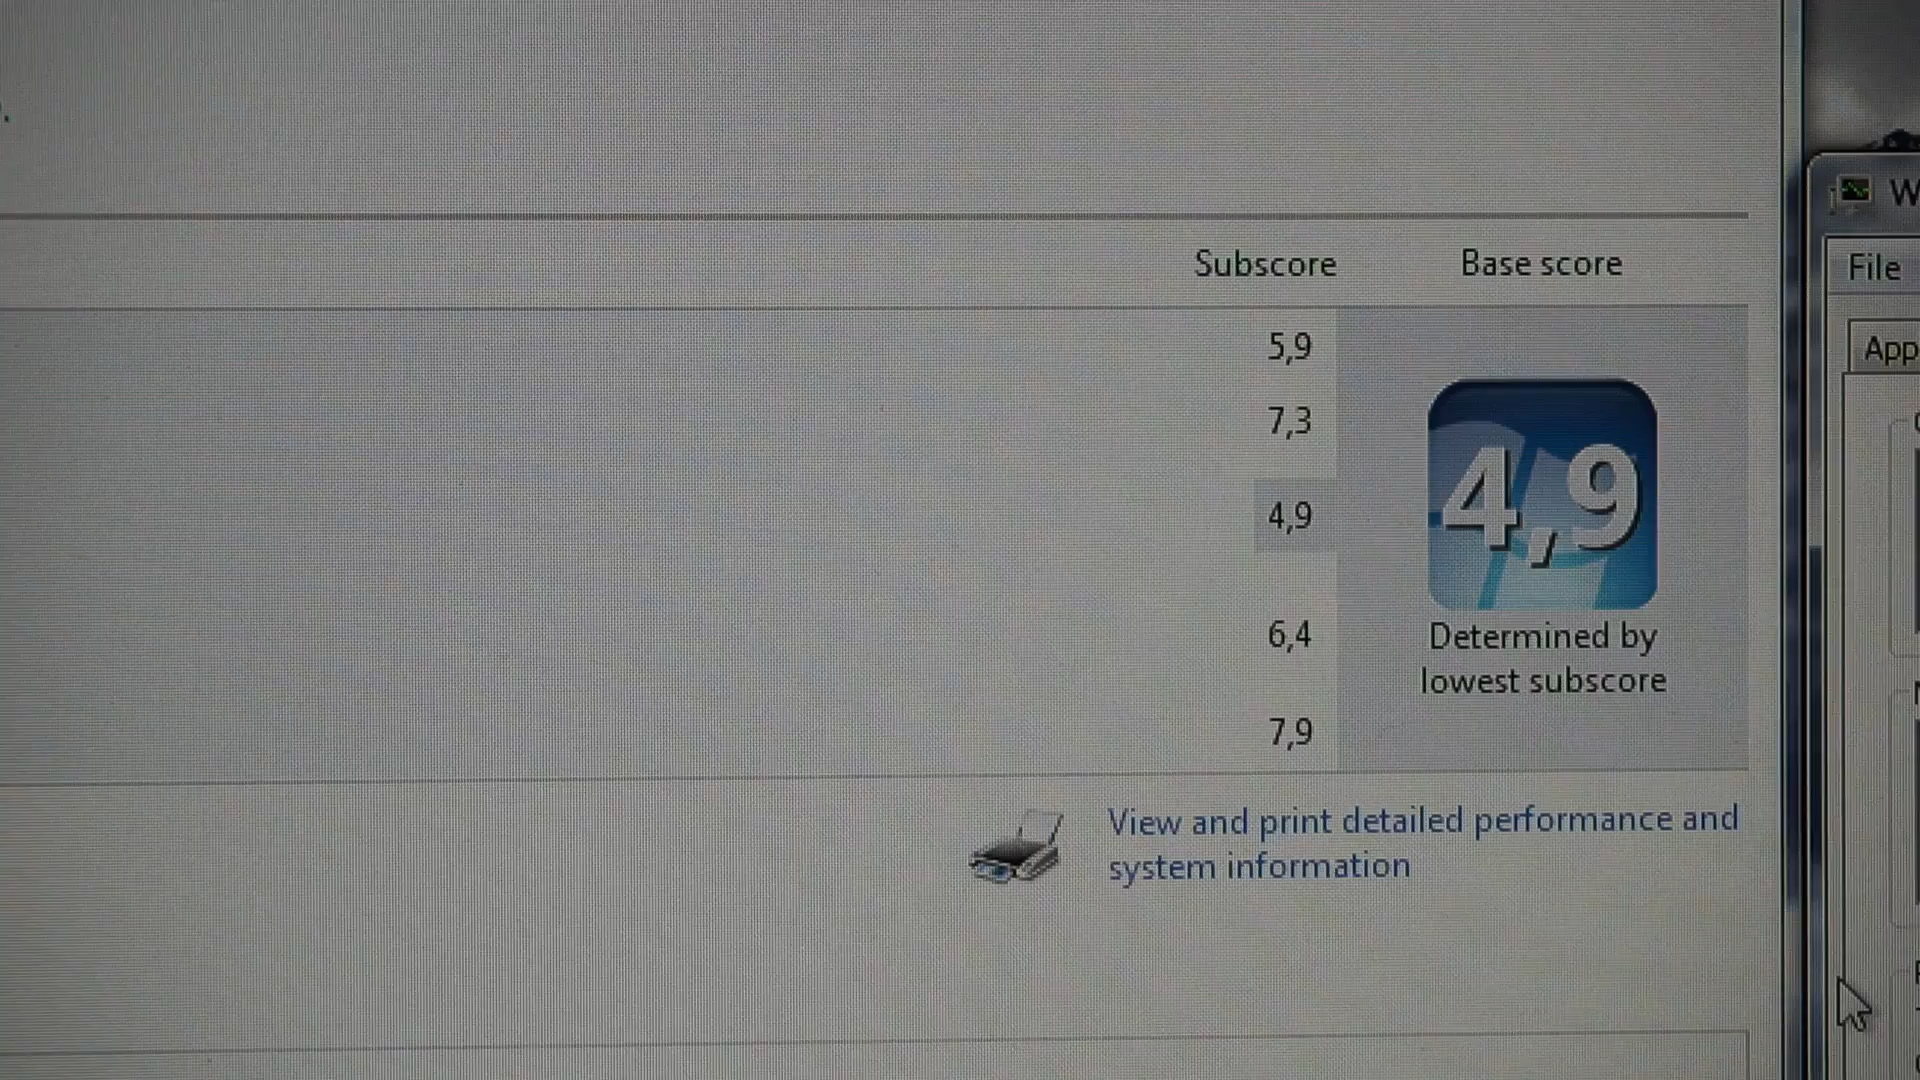 Subscore Base score
5,9
7,3
4,9
4,9
6,4
Determined by
lowest subscore
7,9
View and print detailed performance and
system information
W
File
App